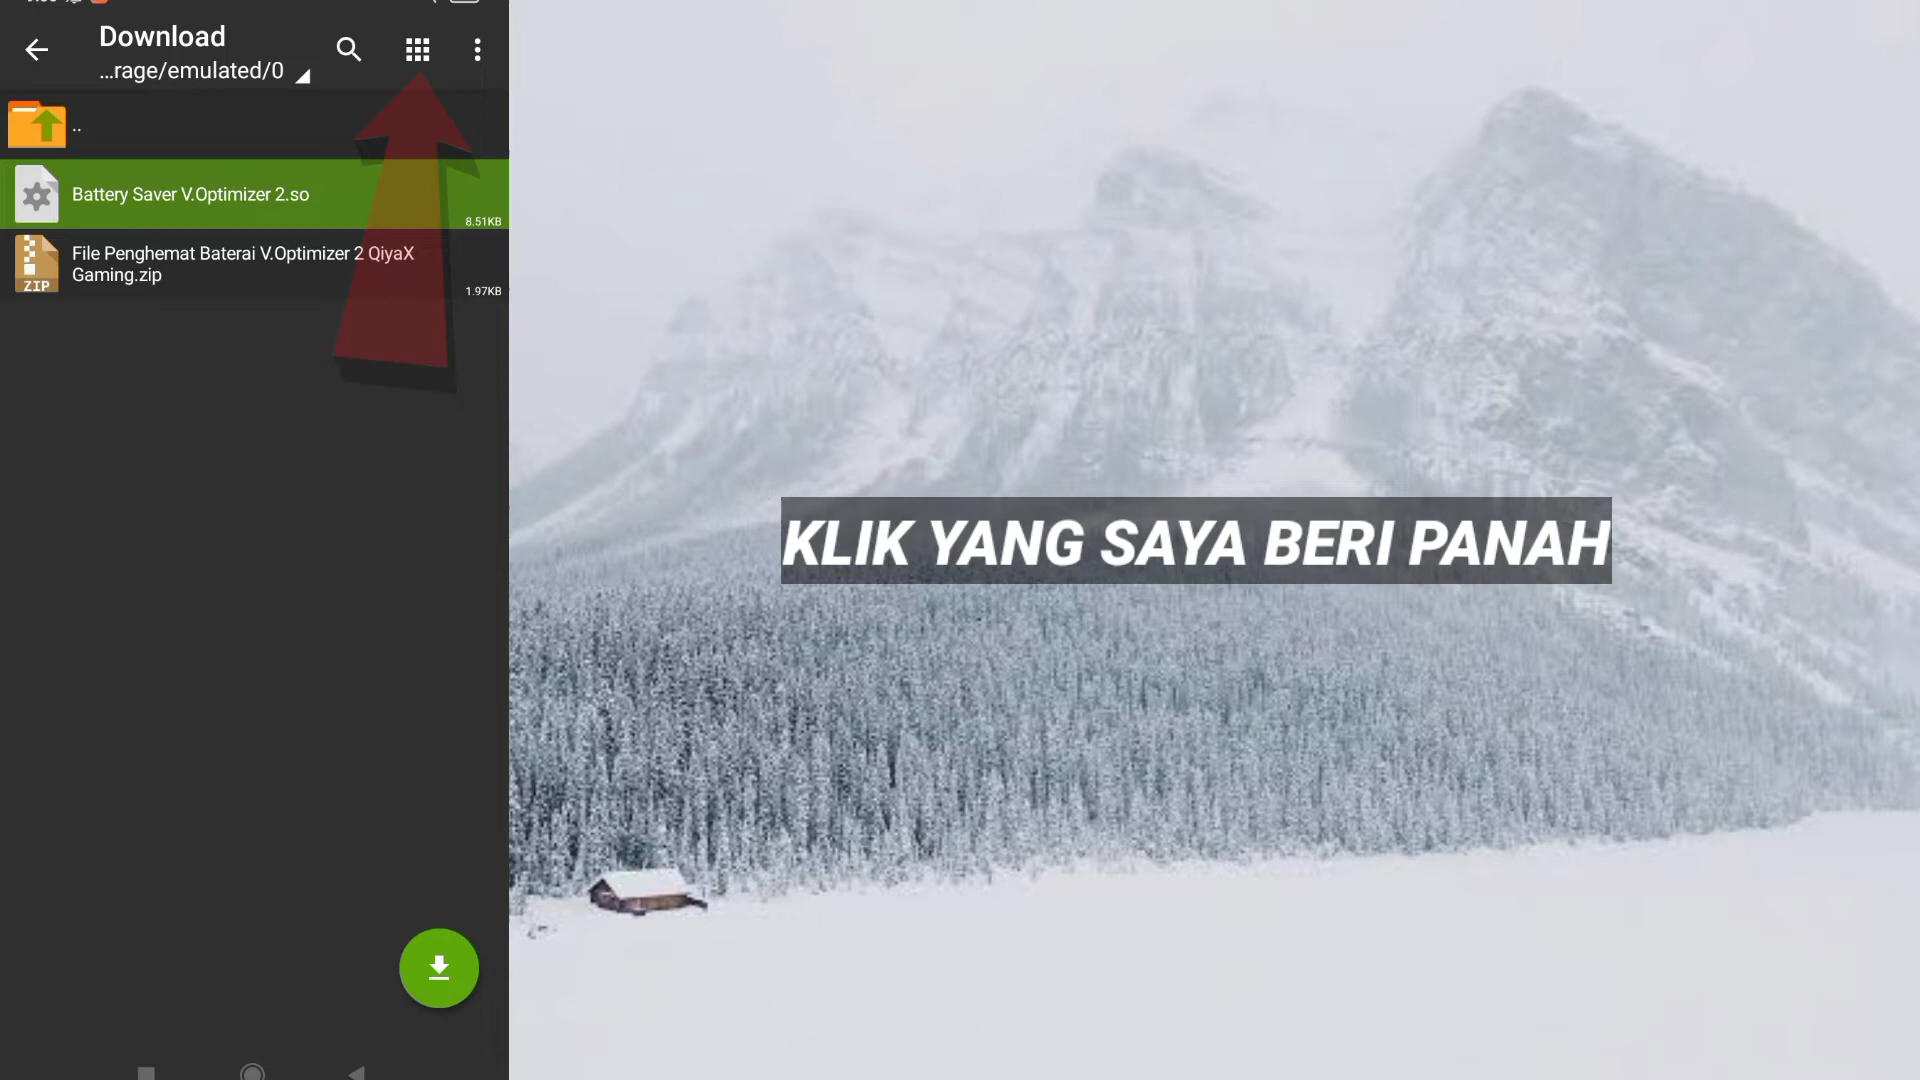 Download
...rage/emulated/0
..
Battery Saver V.Optimizer 2.so
8.51KB
File Penghemat Baterai V.Optimizer 2 QiyaX
Gaming.zip
ZIP
1.97KB
KLIK YANG SAYA BERI PANAH